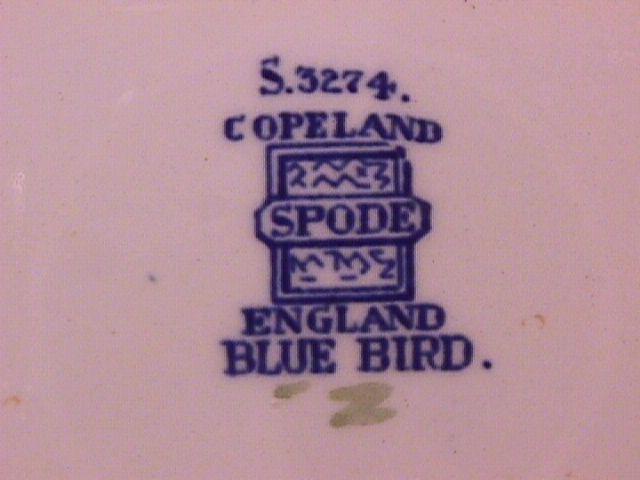 S.3274.
COPELAND
SPODE
ENGLAND
BLUE BIRD.